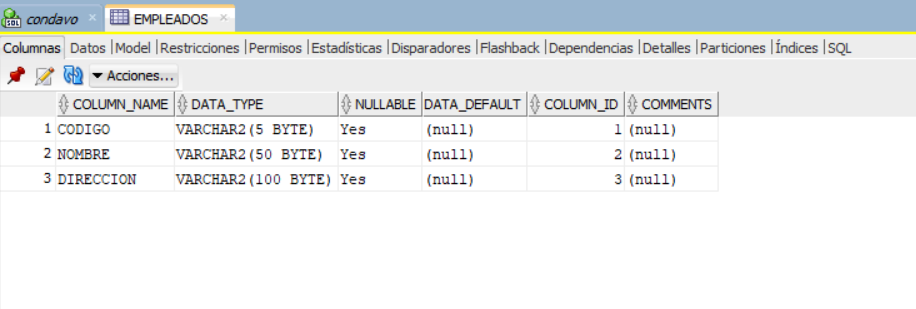 SQL condavo × EMPLEADOS ×
Columnas Datos |Model |Restricciones |Permisos |Estadísticas |Disparadores |Flashback |Dependencias |Detalles |Particiones |Índices |SQL
Acciones...
COLUMN_NAME DATA_TYPE NULLABLE DATA_DEFAULT COLUMN_ID COMMENTS
1 CODIGO VARCHAR2(5 BYTE) Yes (null) 1 (null)
2 NOMBRE VARCHAR2(50 BYTE) Yes (null) 2 (null)
3 DIRECCION VARCHAR2(100 BYTE) Yes (null) 3 (null)